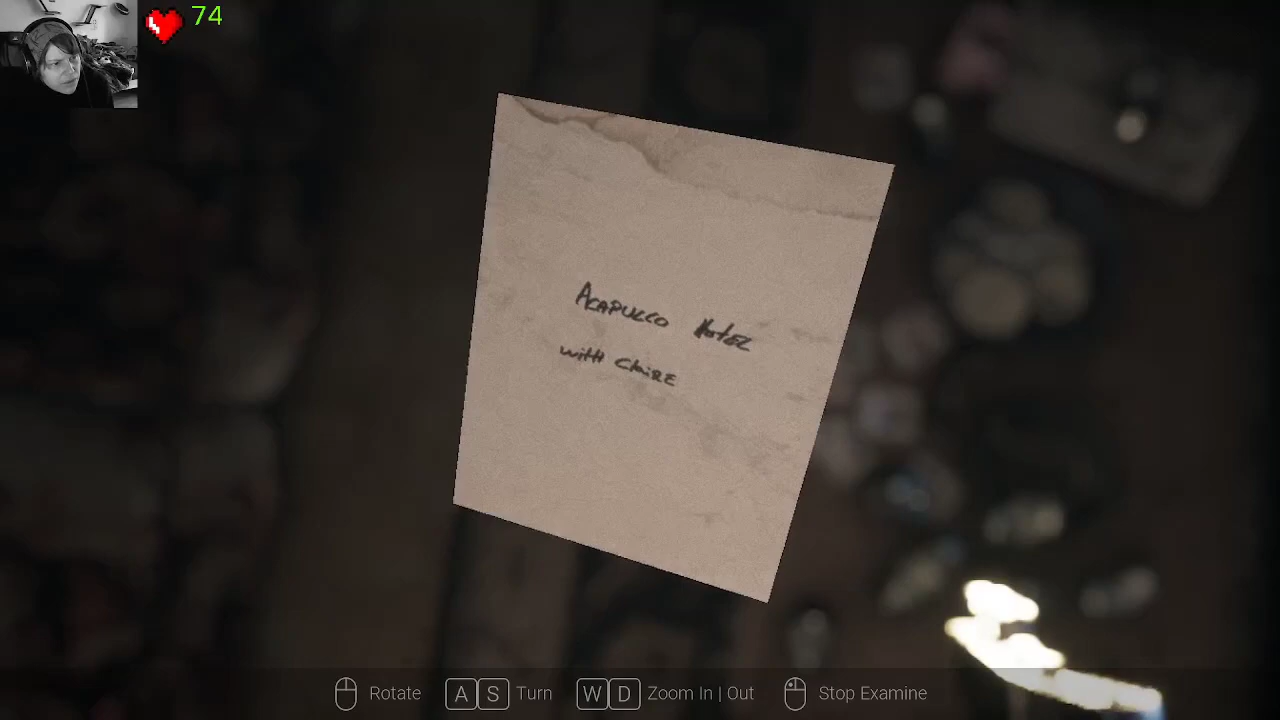 74
Acapulco Hotel
with Claire
Rotate A S Turn W D Zoom In | Out Stop Examine